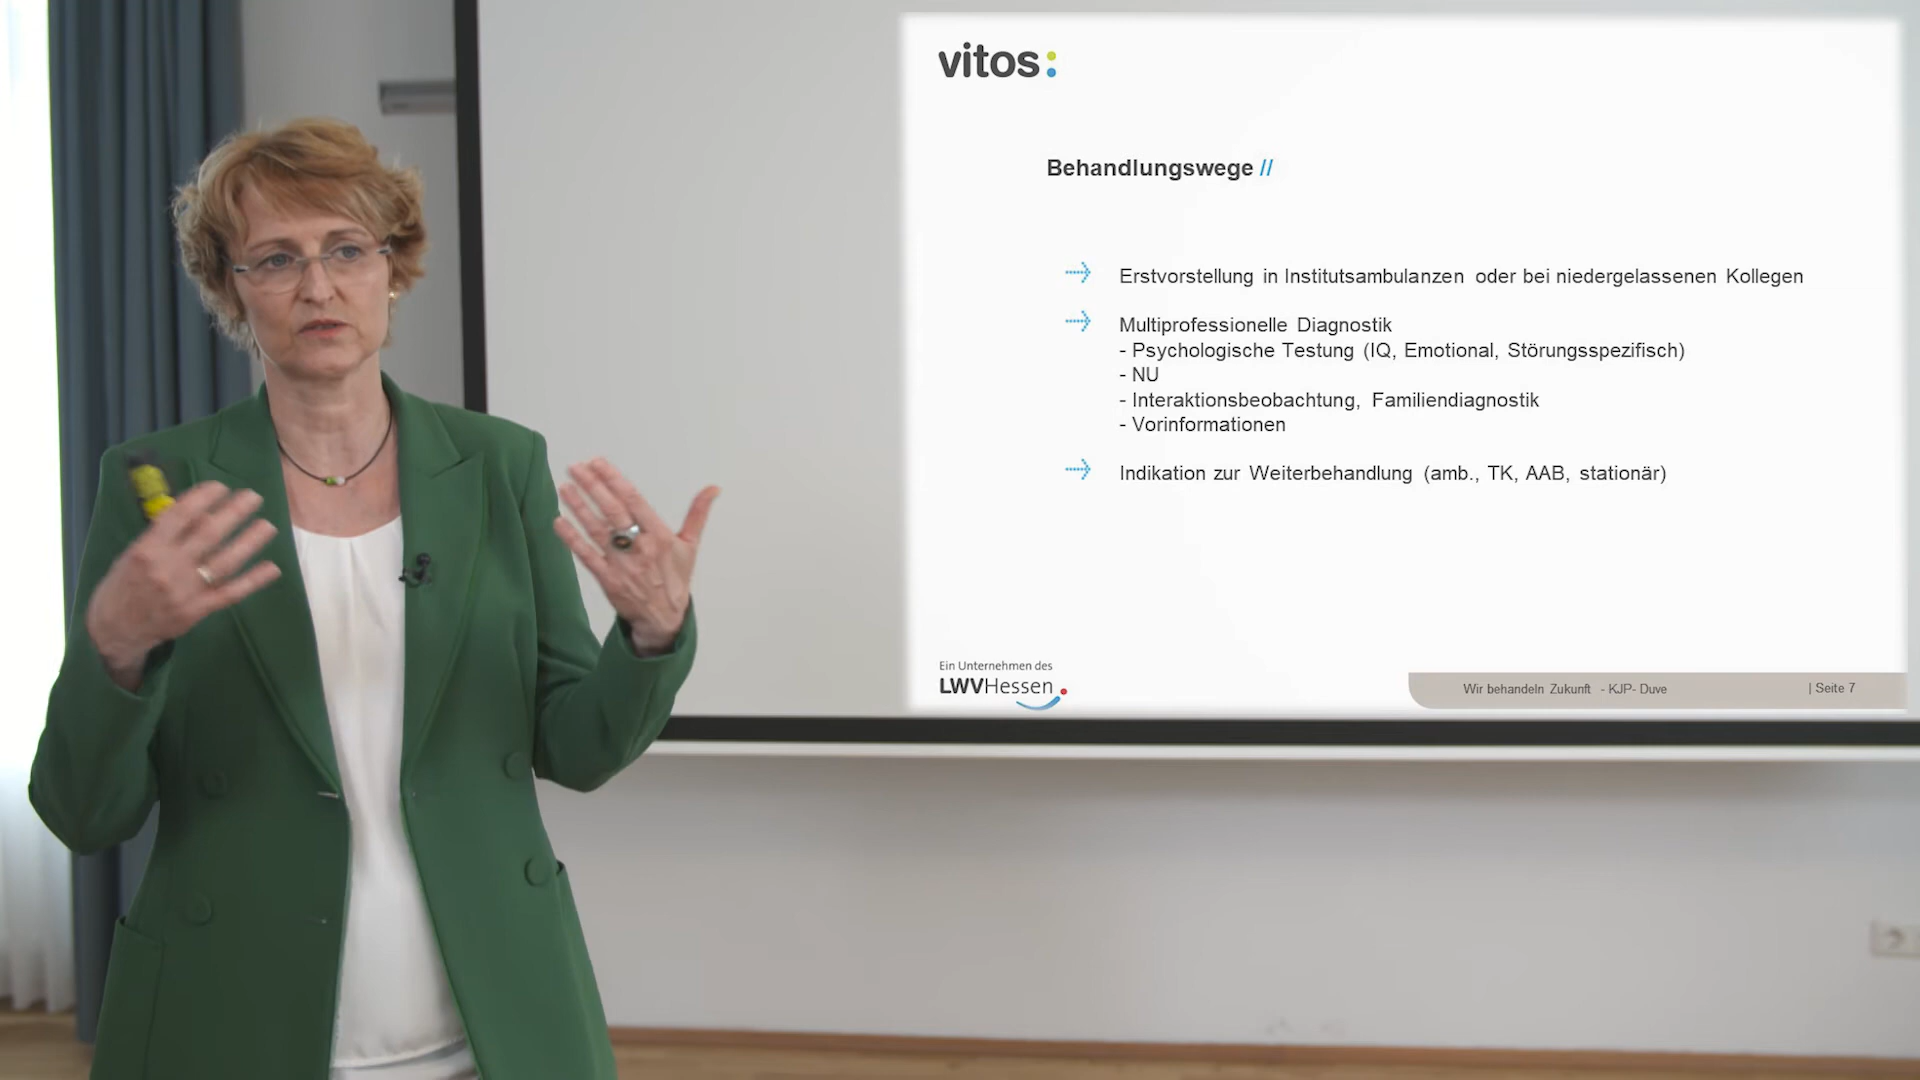 vitos:
Behandlungswege //
Erstvorstellung in Institutsambulanzen oder bei niedergelassenen Kollegen
Multiprofessionelle Diagnostik
- Psychologische Testung (IQ, Emotional, Störungsspezifisch)
- NU
- Interaktionsbeobachtung, Familiendiagnostik
- Vorinformationen
Indikation zur Weiterbehandlung (amb., TK, AAB, stationär)
Ein Unternehmen des
LWVHessen
Wir behandeln Zukunft - KJP- Duve
| Seite 7